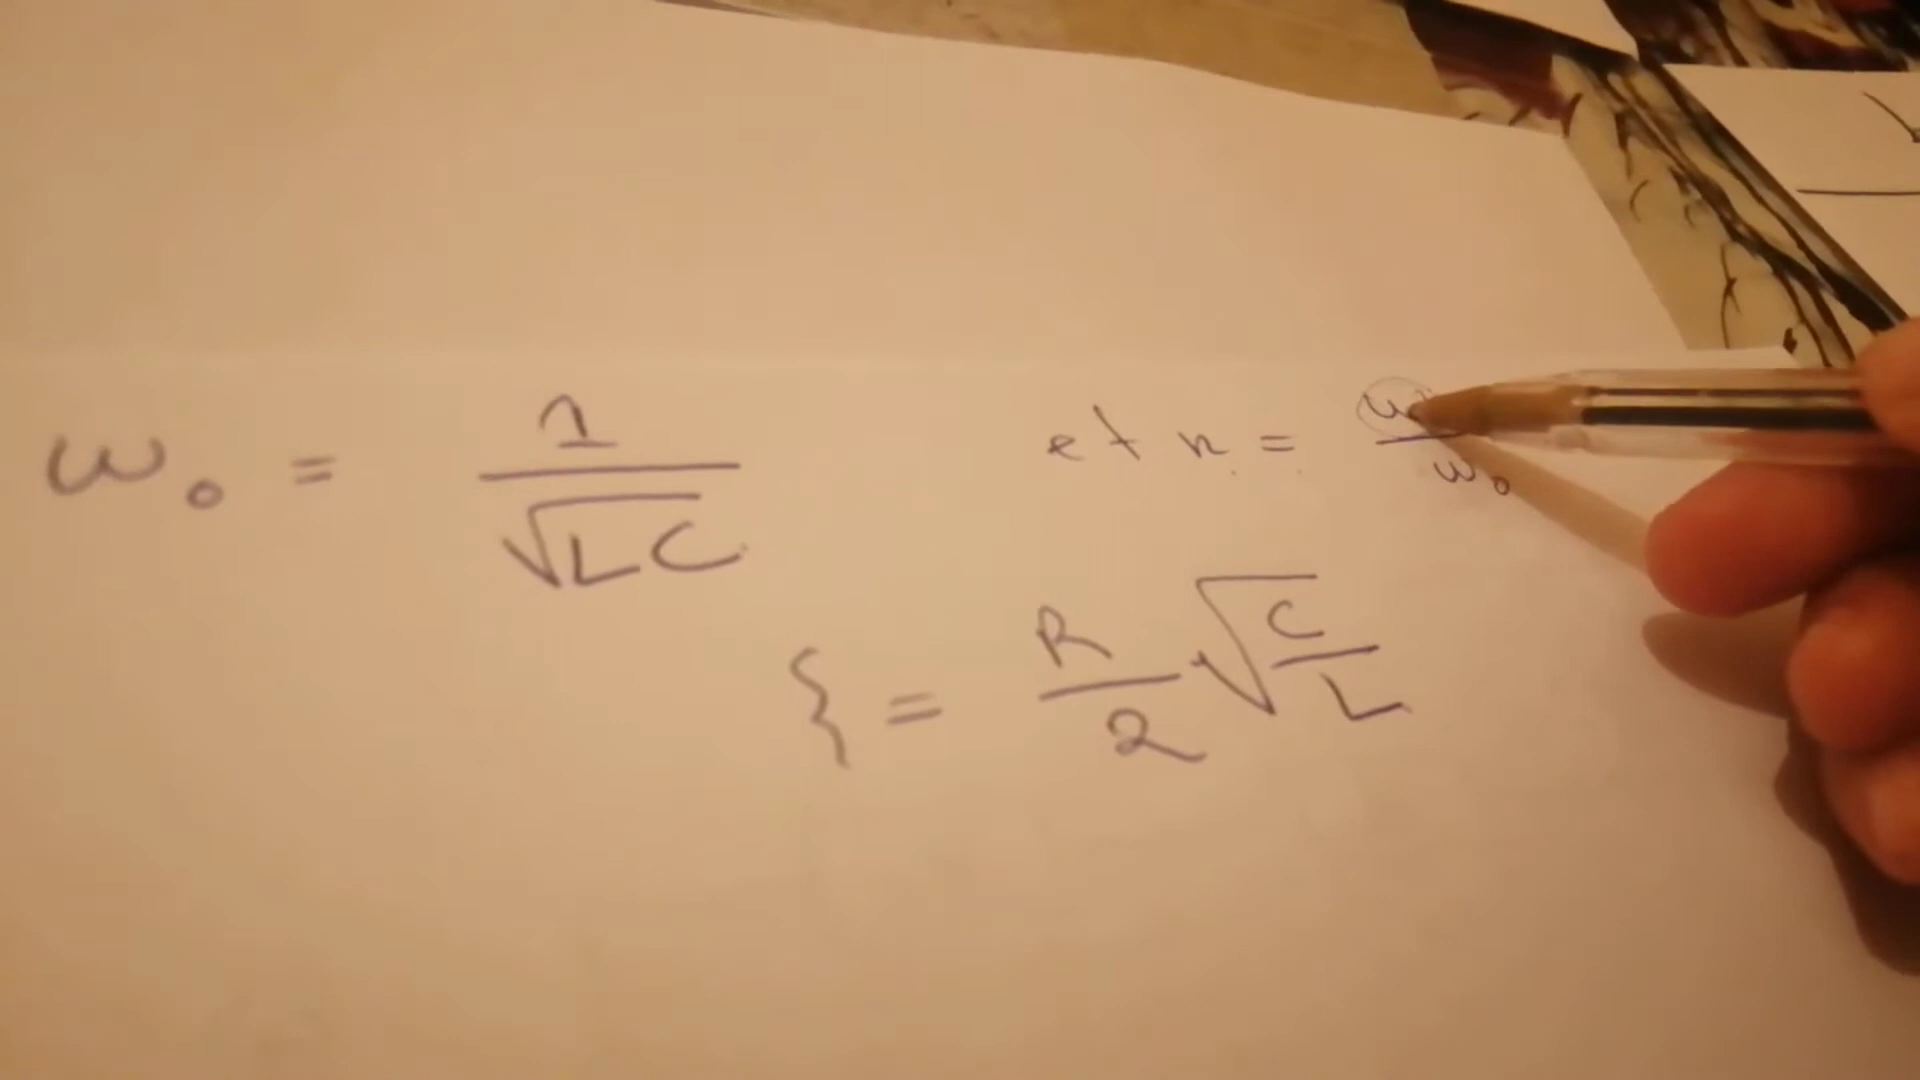 ω₀ = 1/√LC et x = ω/ω₀
ξ = R/2 √C/L